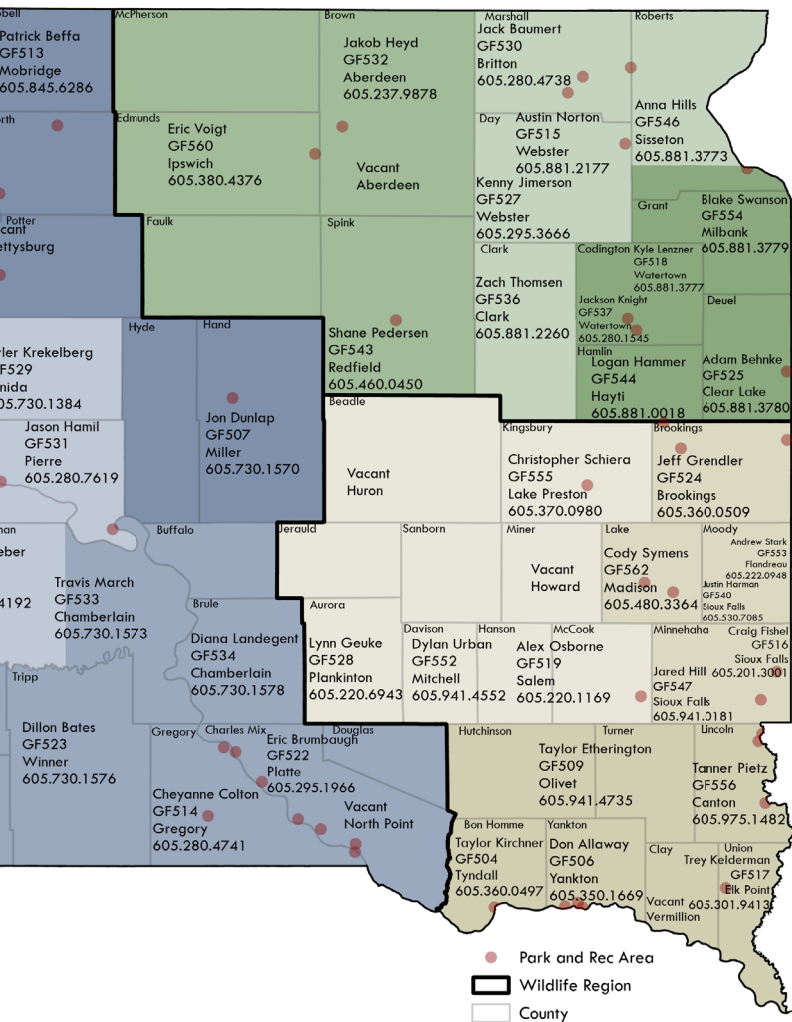 bell
Patrick Beffa
GF513
Mobridge
605.845.6286
McPherson
Brown
Jakob Heyd
GF532
Aberdeen
605.237.9878
Marshall
Jack Baumert
GF530
Britton
605.280.4738
Roberts
Anna Hills
GF546
Sisseton
605.881.3773
orth
Edmunds
Eric Voigt
GF560
Ipswich
605.380.4376
Vacant
Aberdeen
Day
Austin Norton
GF515
Webster
605.881.2177
Kenny Jimerson
GF527
Webster
605.295.3666
Grant
Blake Swanson
GF554
Milbank
605.881.3779
Potter
cant
ettysburg
Faulk
Spink
Shane Pedersen
GF543
Redfield
605.460.0450
Clark
Zach Thomsen
GF536
Clark
605.881.2260
Codington
Kyle Lenzner
GF518
Watertown
605.881.3777
Jackson Knight
GF537
Watertown
605.280.1545
Deuel
Adam Behnke
GF525
Clear Lake
605.881.3780
Hamlin
Logan Hammer
GF544
Hayti
605.881.0018
ler Krekelberg
F529
nida
05.730.1384
Hyde
Hand
Jon Dunlap
GF507
Miller
605.730.1570
Jason Hamil
GF531
Pierre
605.280.7619
Beadle
Vacant
Huron
Kingsbury
Christopher Schiera
GF555
Lake Preston
605.370.0980
Brookings
Jeff Grendler
GF524
Brookings
605.360.0509
nan
eber
4192
Travis March
GF533
Chamberlain
605.730.1573
Buffalo
Jerauld
Sanborn
Miner
Vacant
Howard
Lake
Cody Symens
GF562
Madison
605.480.3364
Moody
Andrew Stark
GF553
Flandreau
605.222.0948
Justin Harman
GF540
Sioux Falls
605.530.7085
Brule
Diana Landegent
GF534
Chamberlain
605.730.1578
Aurora
Lynn Geuke
GF528
Plankinton
605.220.6943
Davison
Dylan Urban
GF552
Mitchell
605.941.4552
Hanson
McCook
Alex Osborne
GF519
Salem
605.220.1169
Minnehaha
Craig Fishel
GF516
Sioux Falls
605.201.3001
Jared Hill
GF547
Sioux Falls
605.941.0181
Tripp
Dillon Bates
GF523
Winner
605.730.1576
Gregory
Cheyanne Colton
GF514
Gregory
605.280.4741
Charles Mix
Eric Brumbaugh
GF522
Platte
605.295.1966
Douglas
Vacant
North Point
Hutchinson
Turner
Taylor Etherington
GF509
Olivet
605.941.4735
Lincoln
Tanner Pietz
GF556
Canton
605.975.1482
Bon Homme
Taylor Kirchner
GF504
Tyndall
605.360.0497
Yankton
Don Allaway
GF506
Yankton
605.350.1669
Clay
Vacant
Vermillion
Union
Trey Kelderman
GF517
Elk Point
605.301.9413
Park and Rec Area
Wildlife Region
County